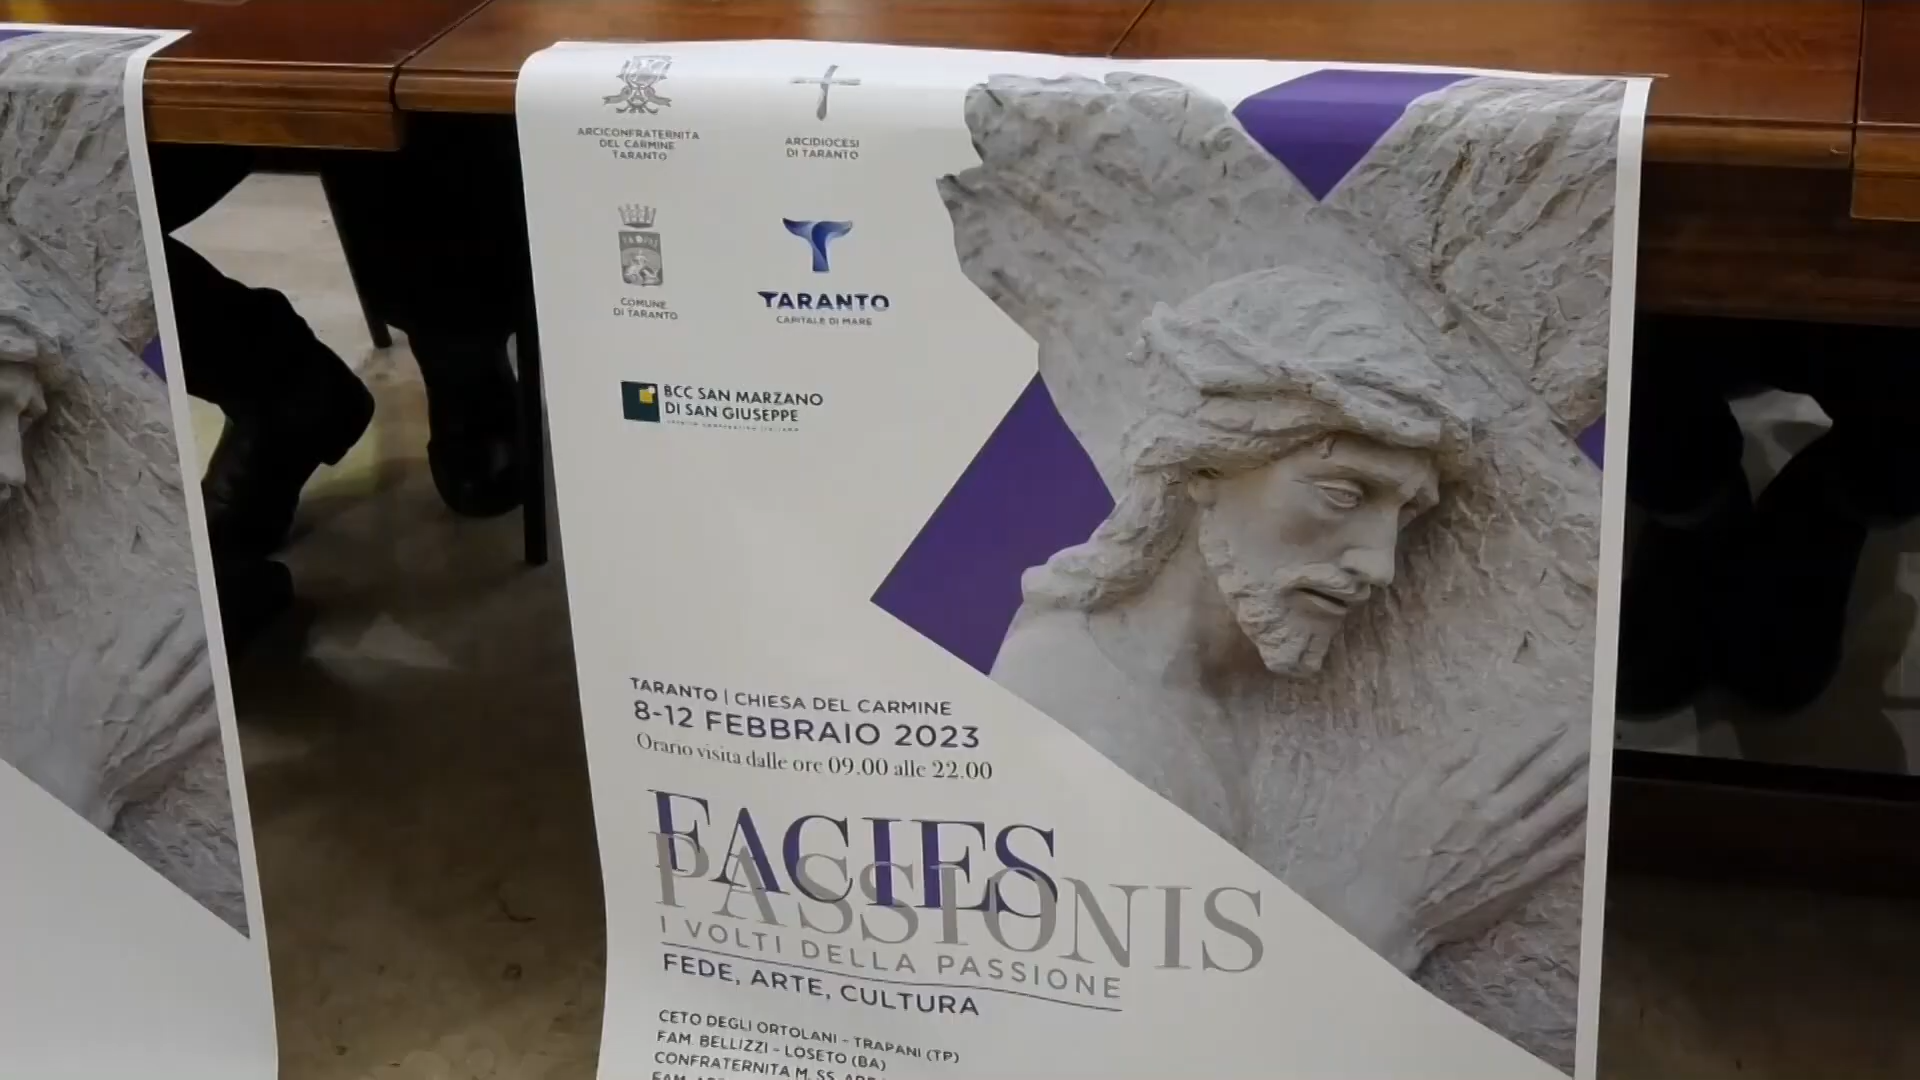 ARCICONFRATERNITA
DEL CARMINE
TARANTO
ARCIDIOCESI
DI TARANTO
COMUNE
DI TARANTO
TARANTO
CAPITALE DI MARE
BCC SAN MARZANO
DI SAN GIUSEPPE
TARANTO | CHIESA DEL CARMINE
8-12 FEBBRAIO 2023
Orario visita dalle ore 09.00 alle 22.00
FACIES
PASSIONIS
I VOLTI DELLA PASSIONE
FEDE, ARTE, CULTURA
CETO DEGLI ORTOLANI - TRAPANI (TP)
FAM. BELLIZZI - LOSETO (BA)
CONFRATERNITA M. SS.